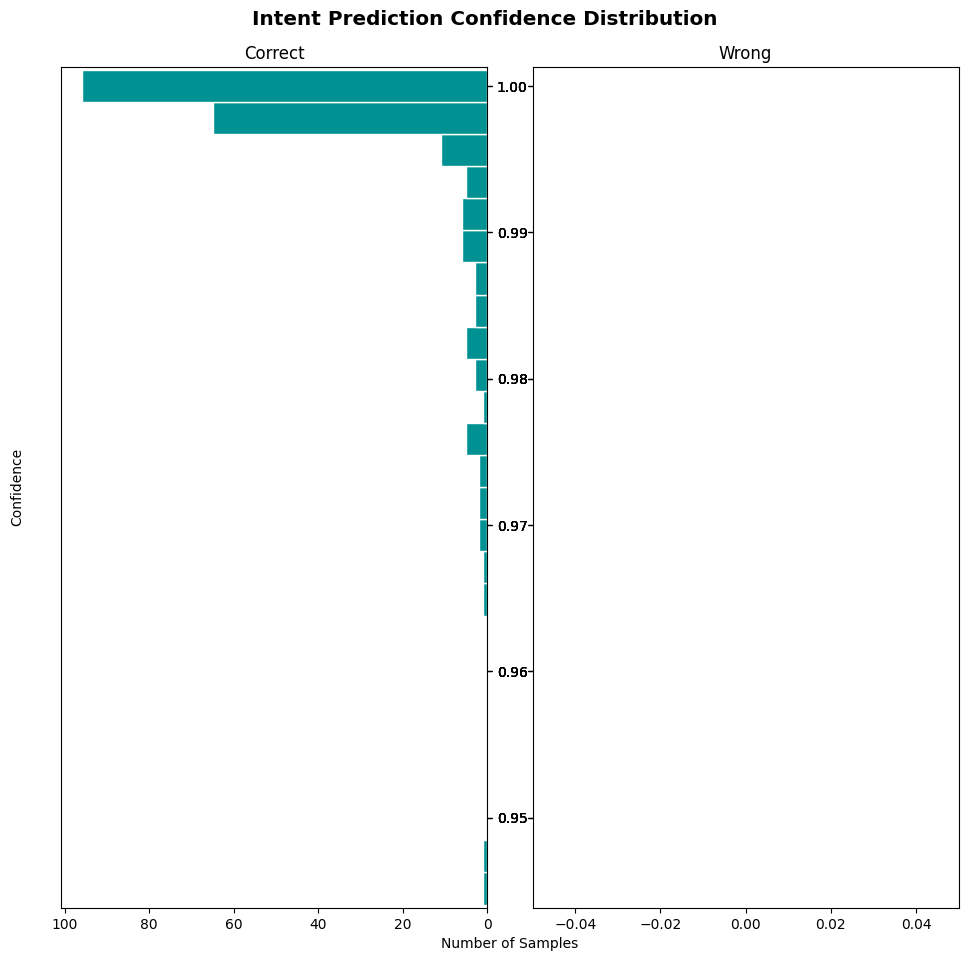 Intent Prediction Confidence Distribution
Correct
Wrong
1.00
0.99
0.98
0.97
0.96
0.95
Confidence
100 80 60 40 20 0
−0.04 −0.02 0.00 0.02 0.04
Number of Samples